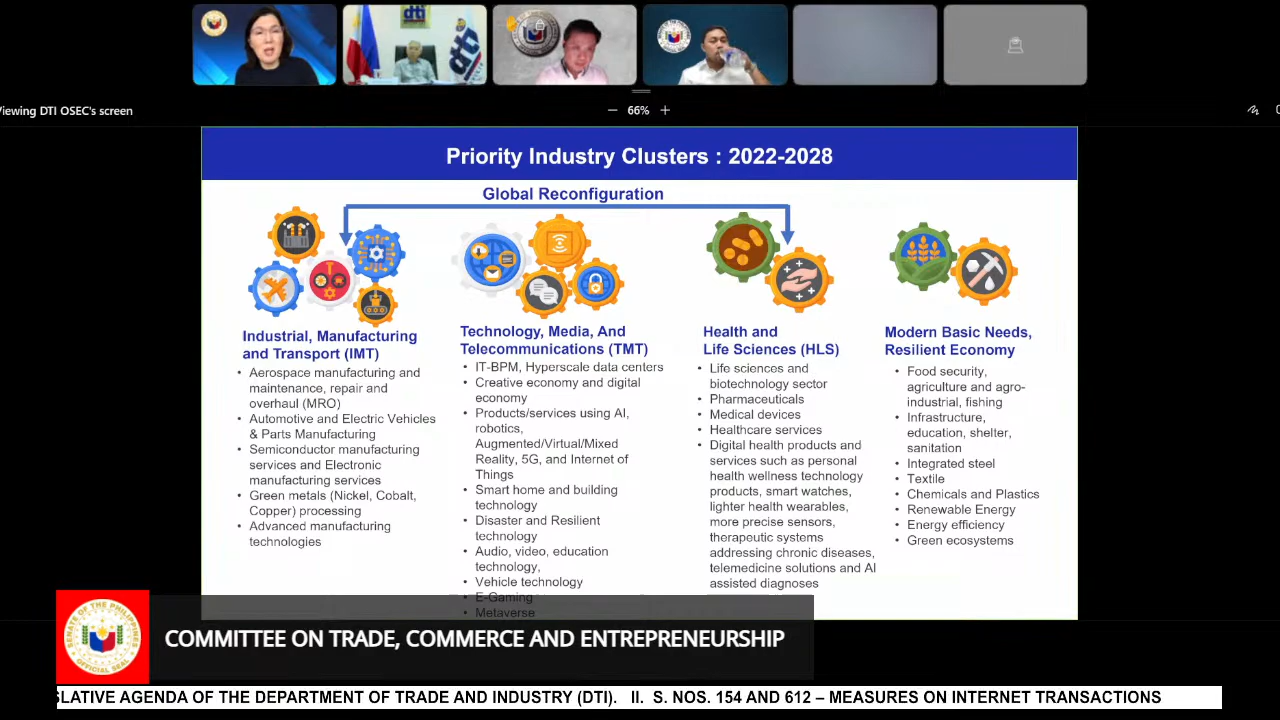 dti
dti
Viewing DTI OSEC's screen
66%
Priority Industry Clusters : 2022-2028
Global Reconfiguration
Industrial, Manufacturing
and Transport (IMT)
• Aerospace manufacturing and
maintenance, repair and
overhaul (MRO)
• Automotive and Electric Vehicles
& Parts Manufacturing
• Semiconductor manufacturing
services and Electronic
manufacturing services
• Green metals (Nickel, Cobalt,
Copper) processing
• Advanced manufacturing
technologies
Technology, Media, And
Telecommunications (TMT)
• IT-BPM, Hyperscale data centers
• Creative economy and digital
economy
• Products/services using AI,
robotics,
Augmented/Virtual/Mixed
Reality, 5G, and Internet of
Things
• Smart home and building
technology
• Disaster and Resilient
technology
• Audio, video, education
technology,
• Vehicle technology
• E-Gaming
• Metaverse
Health and
Life Sciences (HLS)
• Life sciences and
biotechnology sector
• Pharmaceuticals
• Medical devices
• Healthcare services
• Digital health products and
services such as personal
health wellness technology
products, smart watches,
lighter health wearables,
more precise sensors,
therapeutic systems
addressing chronic diseases,
telemedicine solutions and AI
assisted diagnoses
Modern Basic Needs,
Resilient Economy
• Food security,
agriculture and agro-
industrial, fishing
• Infrastructure,
education, shelter,
sanitation
• Integrated steel
• Textile
• Chemicals and Plastics
• Renewable Energy
• Energy efficiency
• Green ecosystems
SENATE OF THE PHILIPPINES
OFFICIAL SEAL
COMMITTEE ON TRADE, COMMERCE AND ENTREPRENEURSHIP
SLATIVE AGENDA OF THE DEPARTMENT OF TRADE AND INDUSTRY (DTI). II. S. NOS. 154 AND 612 – MEASURES ON INTERNET TRANSACTIONS